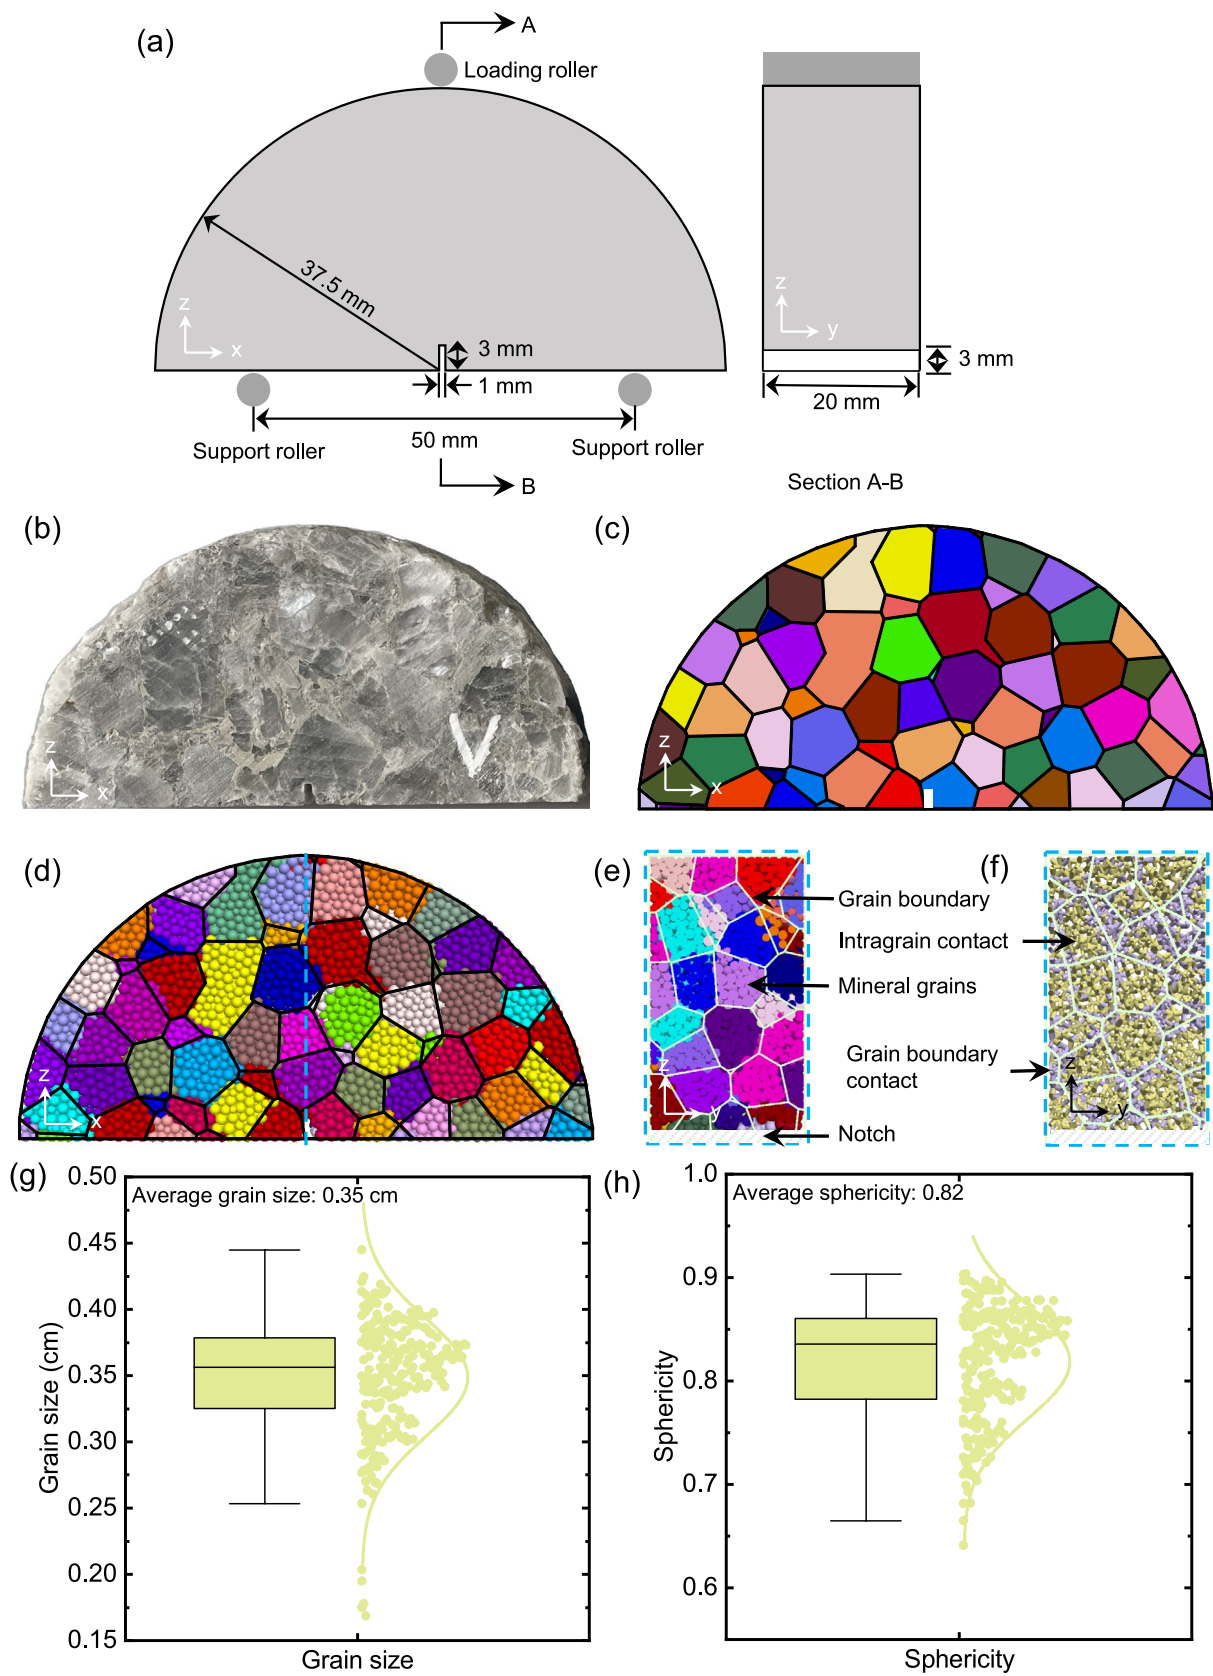 (a)
A
Loading roller
37.5 mm
z
x
3 mm
1 mm
50 mm
Support roller
Support roller
B
z
y
3 mm
20 mm
Section A-B
(b)
V
z
x
(c)
z
x
(d)
z
x
(e)
z
y
Grain boundary
Intragrain contact
Mineral grains
Grain boundary
contact
Notch
(f)
z
y
(g)
Average grain size: 0.35 cm
0.50
0.45
0.40
0.35
0.30
0.25
0.20
0.15
Grain size (cm)
Grain size
(h)
Average sphericity: 0.82
1.0
0.9
0.8
0.7
0.6
Sphericity
Sphericity